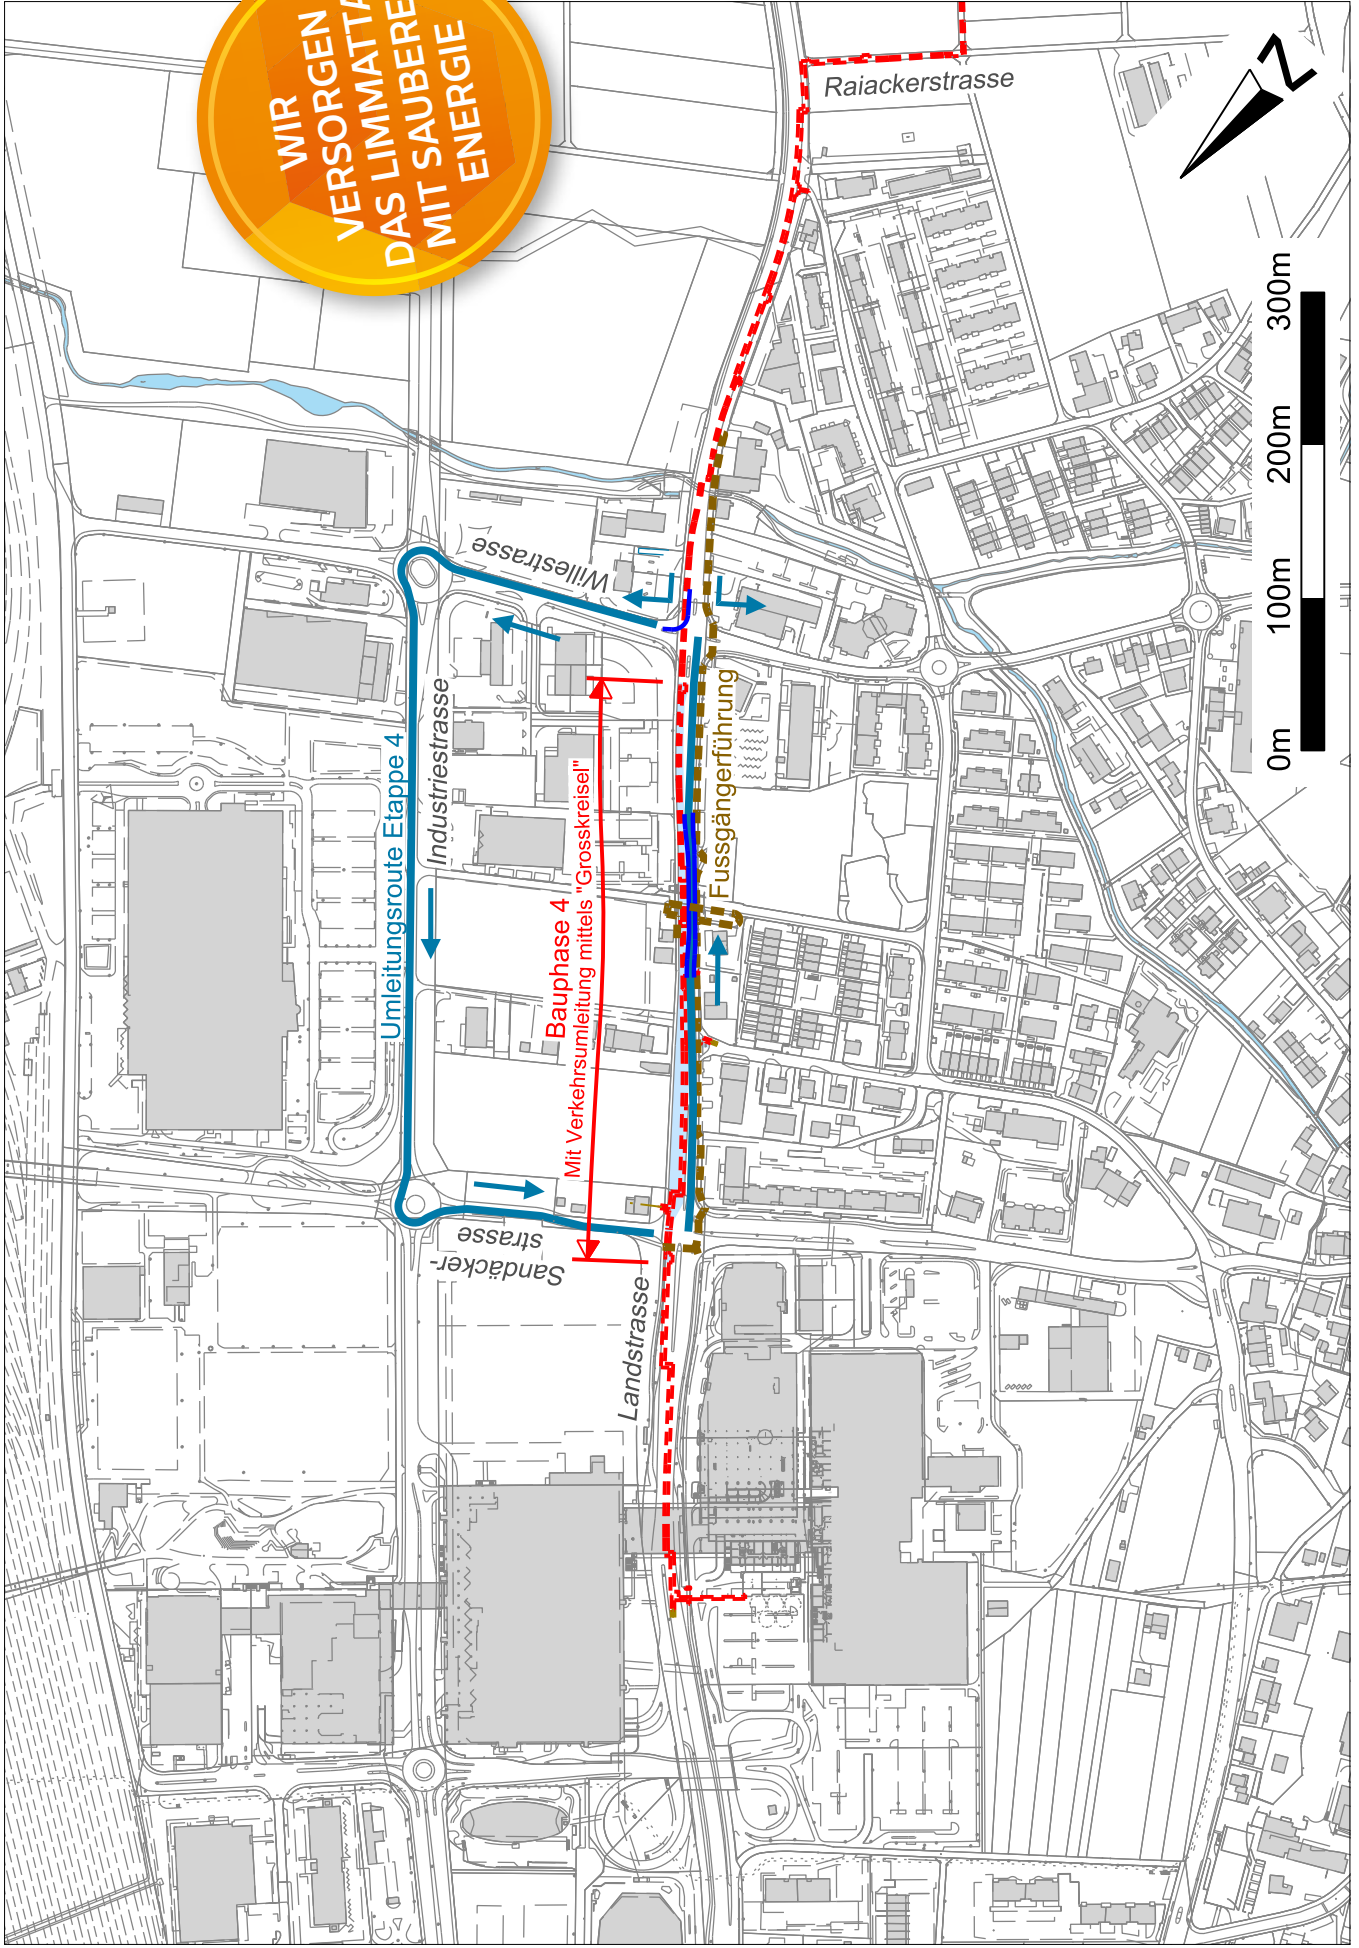 WIR
VERSORGEN
DAS LIMMATTA
MIT SAUBERE
ENERGIE
Raiackerstrasse
N
Willestrasse
Industriestrasse
Umleitungsroute Etappe 4
Bauphase 4
Mit Verkehrsumleitung mittels "Grosskreisel"
Fussgängerführung
Sandäcker-
strasse
Landstrasse
0m
100m
200m
300m